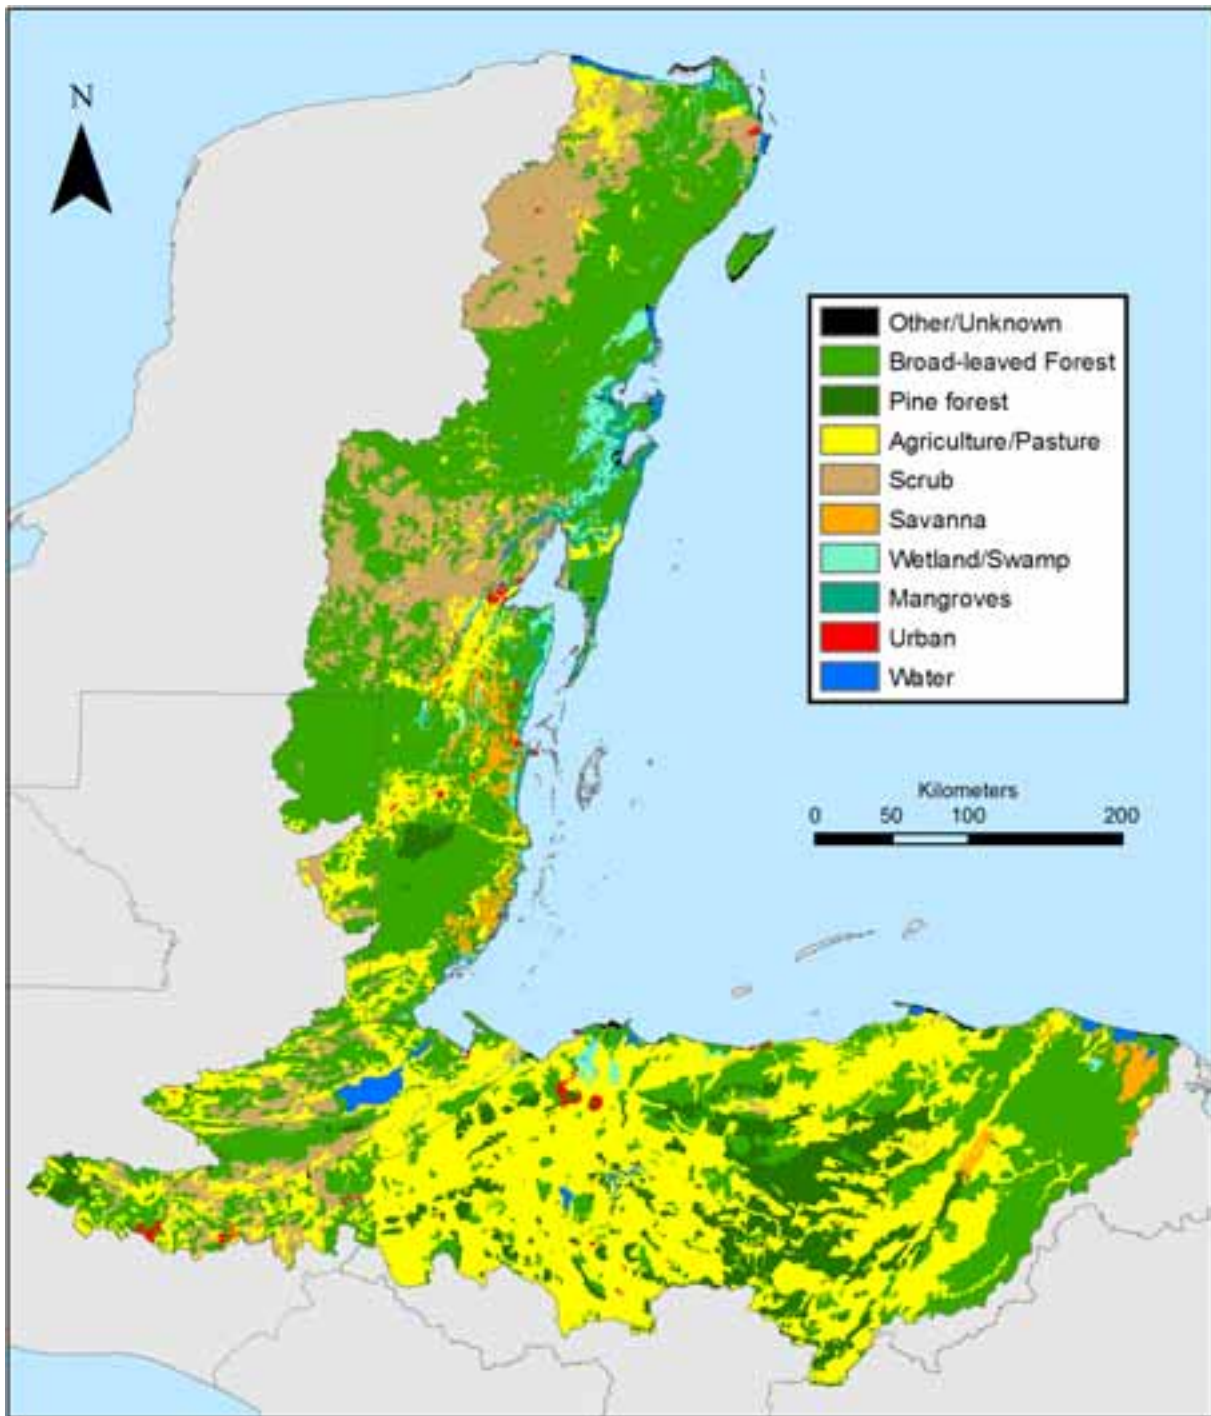 N
Other/Unknown
Broad-leaved Forest
Pine forest
Agriculture/Pasture
Scrub
Savanna
Wetland/Swamp
Mangroves
Urban
Water
Kilometers
0 50 100 200